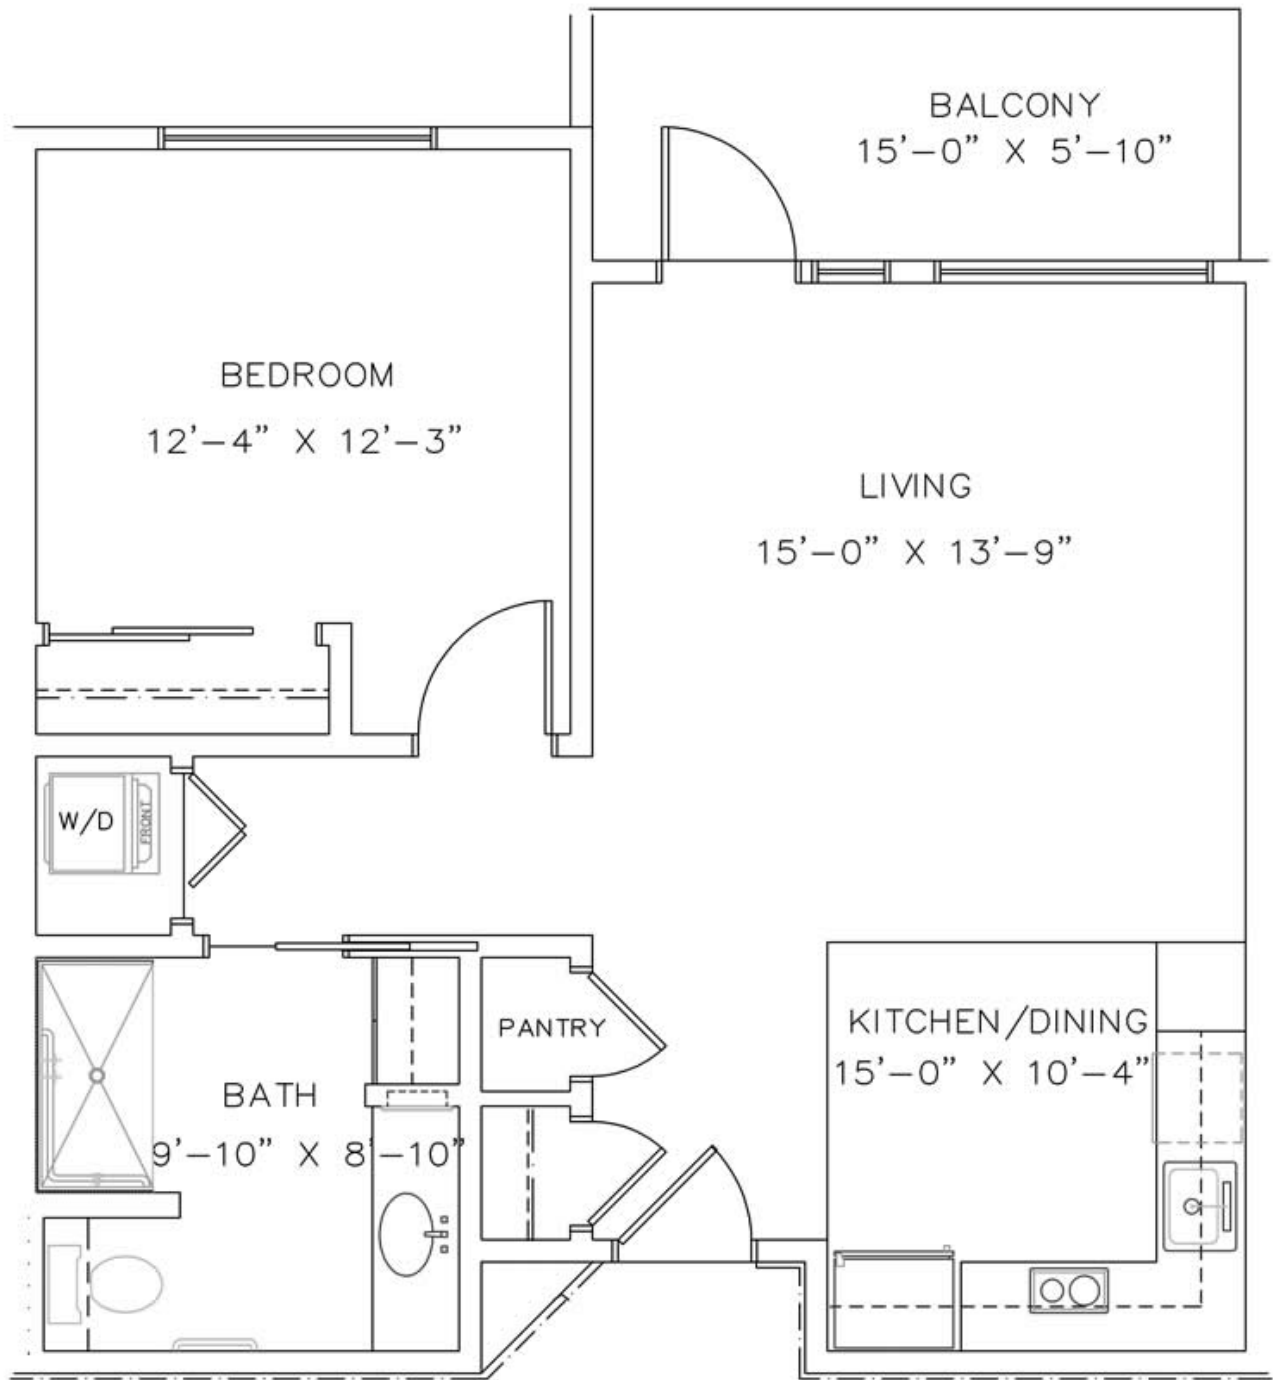 BALCONY
15'-0" X 5'-10"
BEDROOM
12'-4" X 12'-3"
LIVING
15'-0" X 13'-9"
W/D
FRONT
PANTRY
KITCHEN/DINING
15'-0" X 10'-4"
BATH
9'-10" X 8'-10"